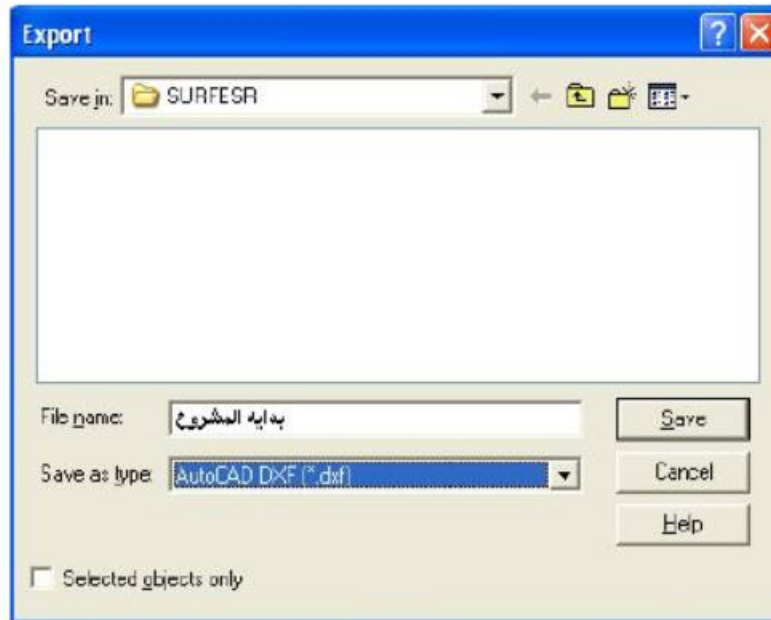 Export
Save in: SURFESR
File name: بدايه المشروع
Save
Save as type: AutoCAD DXF (*.dxf)
Cancel
Help
Selected objects only